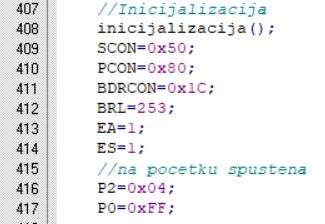 407 //Inicijalizacija
408 inicijalizacija();
409 SCON=0x50;
410 PCON=0x80;
411 BDRCON=0x1C;
412 BRL=253;
413 EA=1;
414 ES=1;
415 //na pocetku spustena
416 P2=0x04;
417 P0=0xFF;